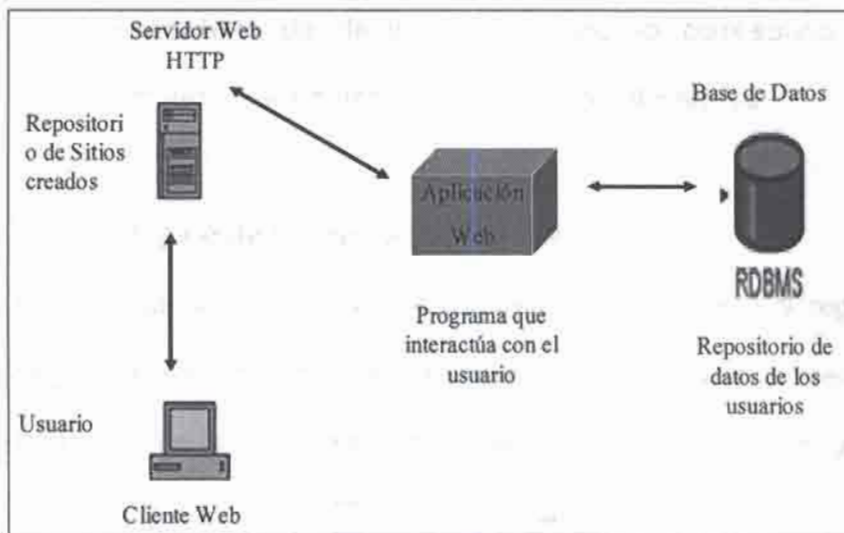 Servidor Web
HTTP
Repositori
o de Sitios
creados
Base de Datos
Aplicación
Web
RDBMS
Programa que
interactúa con el
usuario
Repositorio de
datos de los
usuarios
Usuario
Cliente Web